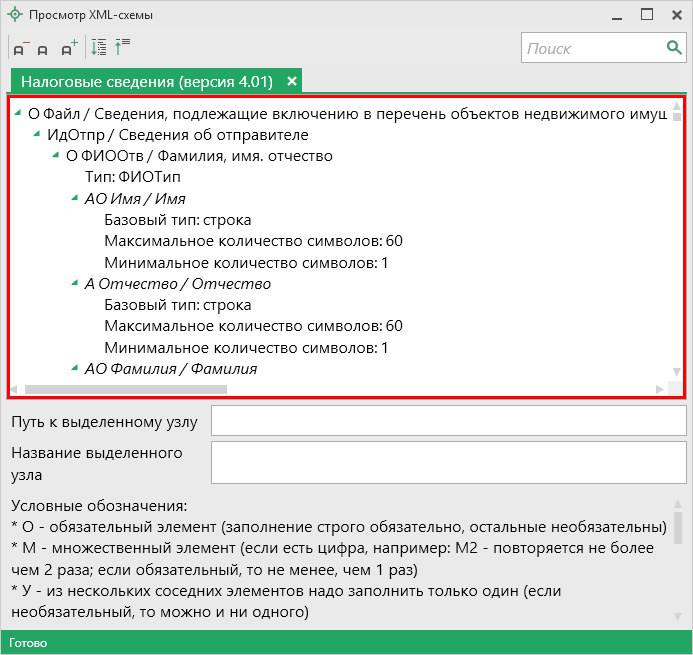 Просмотр XML-схемы
Поиск
Налоговые сведения (версия 4.01)
О Файл / Сведения, подлежащие включению в перечень объектов недвижимого имущ
ИдОтпр / Сведения об отправителе
О ФИООтв / Фамилия, имя. отчество
Тип: ФИОТип
АО Имя / Имя
Базовый тип: строка
Максимальное количество символов: 60
Минимальное количество символов: 1
А Отчество / Отчество
Базовый тип: строка
Максимальное количество символов: 60
Минимальное количество символов: 1
АО Фамилия / Фамилия
Путь к выделенному узлу
Название выделенного
узла
Условные обозначения:
* О - обязательный элемент (заполнение строго обязательно, остальные необязательны)
* М - множественный элемент (если есть цифра, например: М2 - повторяется не более
чем 2 раза; если обязательный, то не менее, чем 1 раз)
* У - из нескольких соседних элементов надо заполнить только один (если
необязательный, то можно и ни одного)
Готово